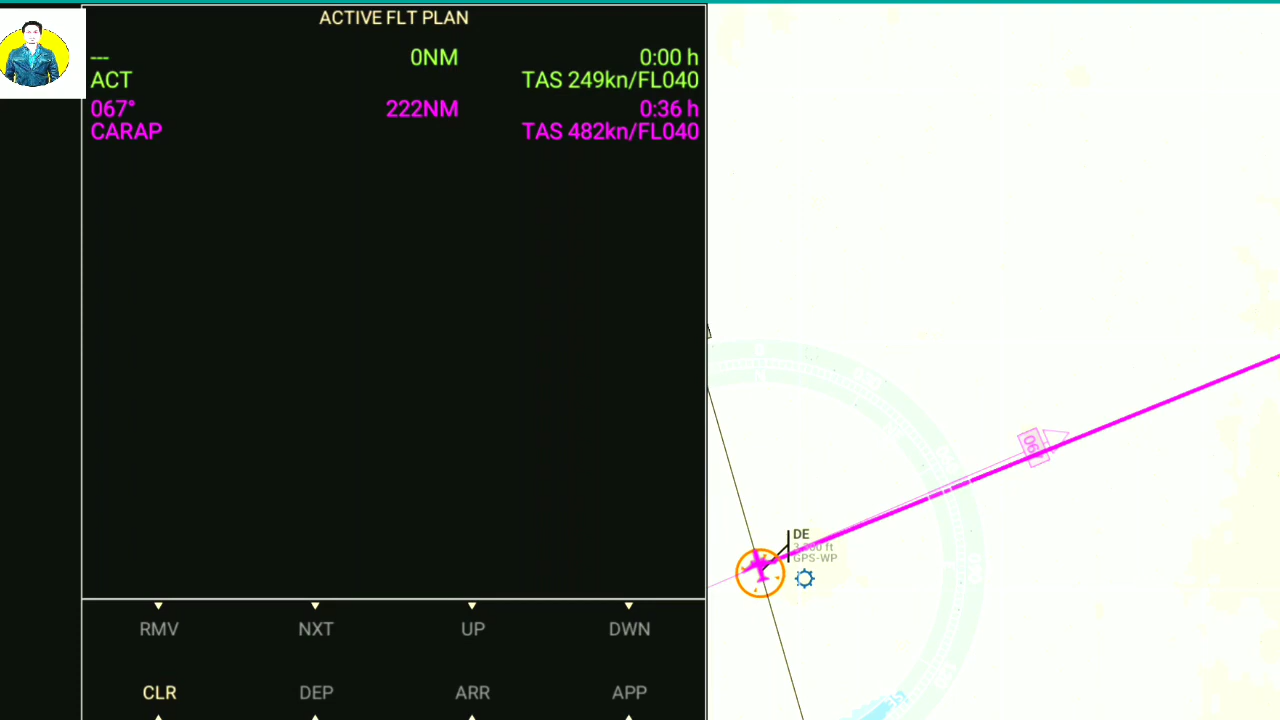 ACTIVE FLT PLAN
--- 0NM 0:00 h
ACT TAS 249kn/FL040
067° 222NM 0:36 h
CARAP TAS 482kn/FL040
DE
GPS-WP
RMV NXT UP DWN
CLR DEP ARR APP